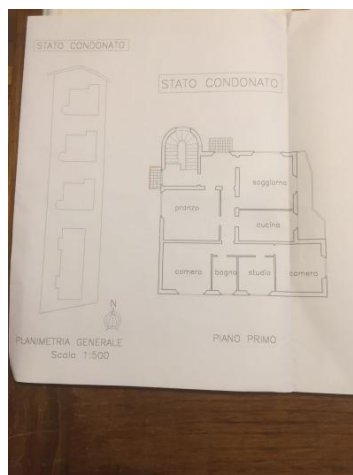 STATO CONDONATO
STATO CONDONATO
soggiorno
pranzo
cucina
camera
bagno
studio
camera
N
PLANIMETRIA GENERALE
Scala 1:500
PIANO PRIMO